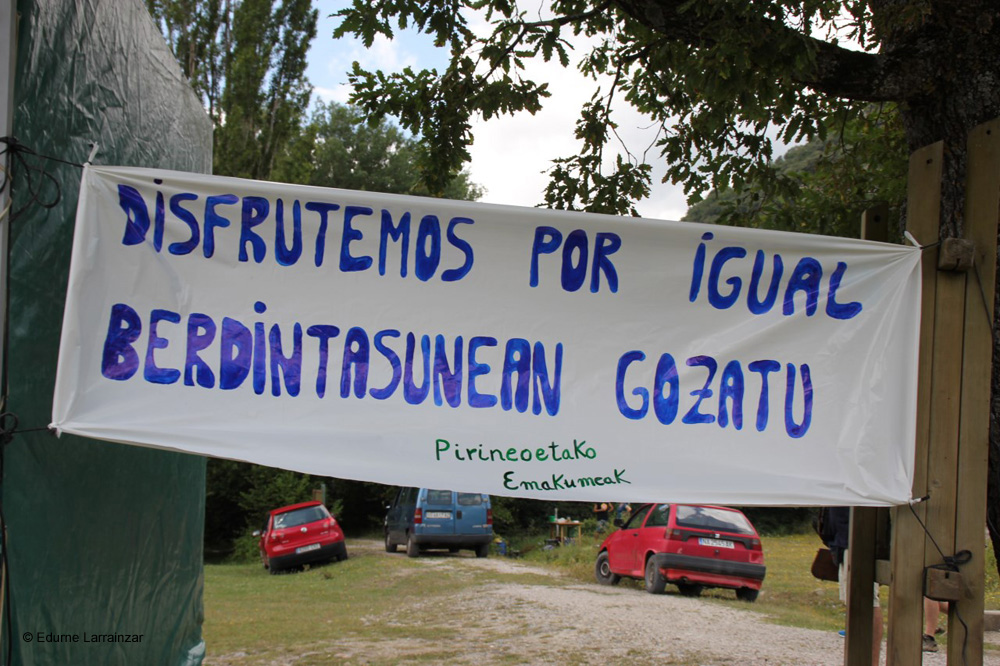 DiSFRUTEMOS POR iGUAL
BERDiNTASUNEAN GOZATU
Pirineoetako
Emakumeak
© Edurne Larrainzar